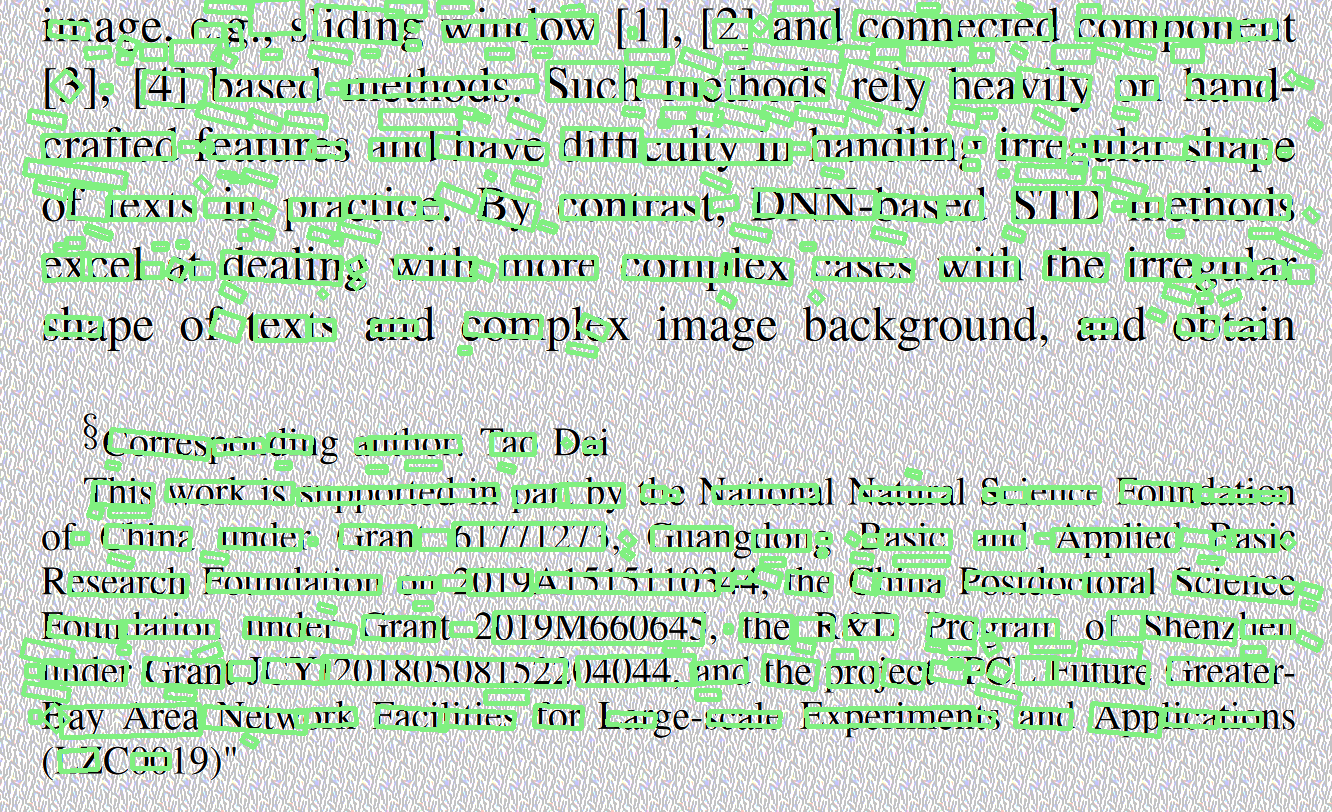 image. e.g., sliding window [1], [2] and connected component
[3], [4] based methods. Such methods rely heavily on hand-
crafted features and have difficulty in handling irregular shape
of texts in practice. By contrast, DNN-based STD methods
excel at dealing with more complex cases with the irregular
shape of texts and complex image background, and obtain
§Corresponding author: Tao Dai
This work is supported in part by the National Natural Science Foundation
of China under Grant 61771273, Guangdong Basic and Applied Basic
Research Foundation on 2019A1515110344, the China Postdoctoral Science
Foundation under Grant 2019M660645, the R&D Program of Shenzhen
under Grant JCYJ20180508152204044, and the project PCL Future Greater-
Bay Area Network Facilities for Large-scale Experiments and Applications
(LZC0019)"